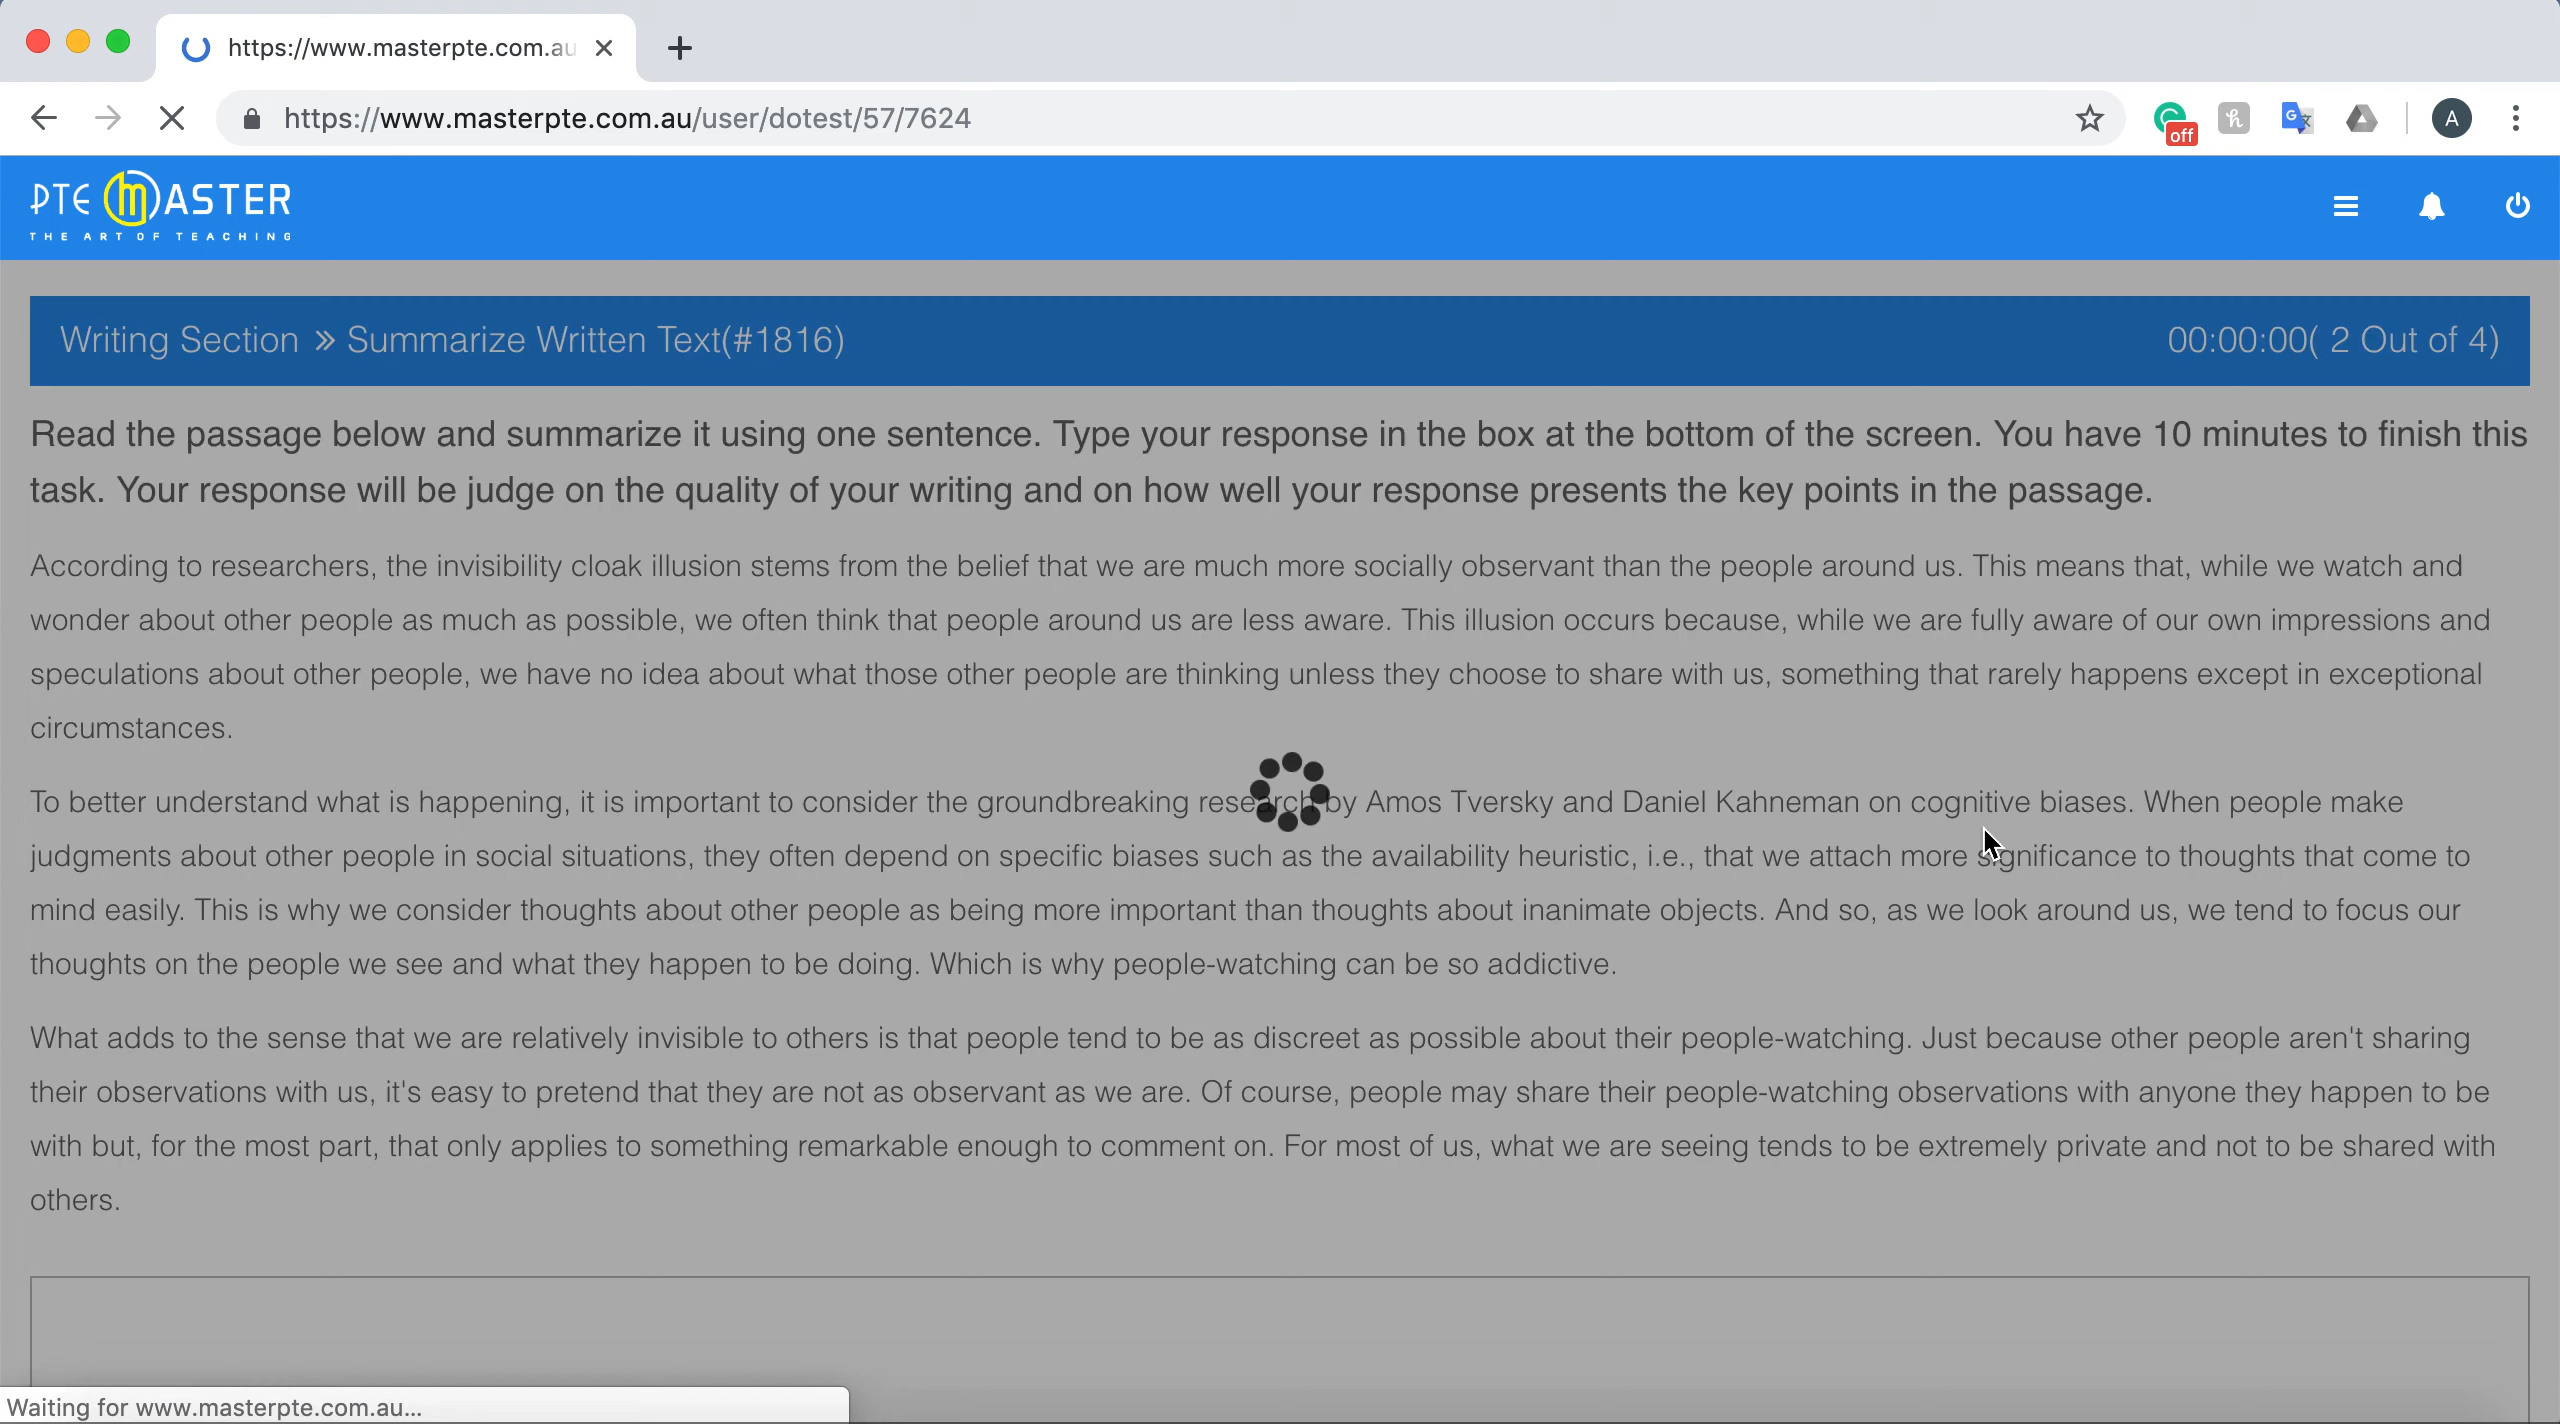 https://www.masterpte.com.au
https://www.masterpte.com.au/user/dotest/57/7624
off
A
PTE MASTER
THE ART OF TEACHING
Writing Section » Summarize Written Text(#1816)
00:00:00( 2 Out of 4)
Read the passage below and summarize it using one sentence. Type your response in the box at the bottom of the screen. You have 10 minutes to finish this
task. Your response will be judge on the quality of your writing and on how well your response presents the key points in the passage.
According to researchers, the invisibility cloak illusion stems from the belief that we are much more socially observant than the people around us. This means that, while we watch and
wonder about other people as much as possible, we often think that people around us are less aware. This illusion occurs because, while we are fully aware of our own impressions and
speculations about other people, we have no idea about what those other people are thinking unless they choose to share with us, something that rarely happens except in exceptional
circumstances.
To better understand what is happening, it is important to consider the groundbreaking research by Amos Tversky and Daniel Kahneman on cognitive biases. When people make
judgments about other people in social situations, they often depend on specific biases such as the availability heuristic, i.e., that we attach more significance to thoughts that come to
mind easily. This is why we consider thoughts about other people as being more important than thoughts about inanimate objects. And so, as we look around us, we tend to focus our
thoughts on the people we see and what they happen to be doing. Which is why people-watching can be so addictive.
What adds to the sense that we are relatively invisible to others is that people tend to be as discreet as possible about their people-watching. Just because other people aren't sharing
their observations with us, it's easy to pretend that they are not as observant as we are. Of course, people may share their people-watching observations with anyone they happen to be
with but, for the most part, that only applies to something remarkable enough to comment on. For most of us, what we are seeing tends to be extremely private and not to be shared with
others.
Waiting for www.masterpte.com.au...